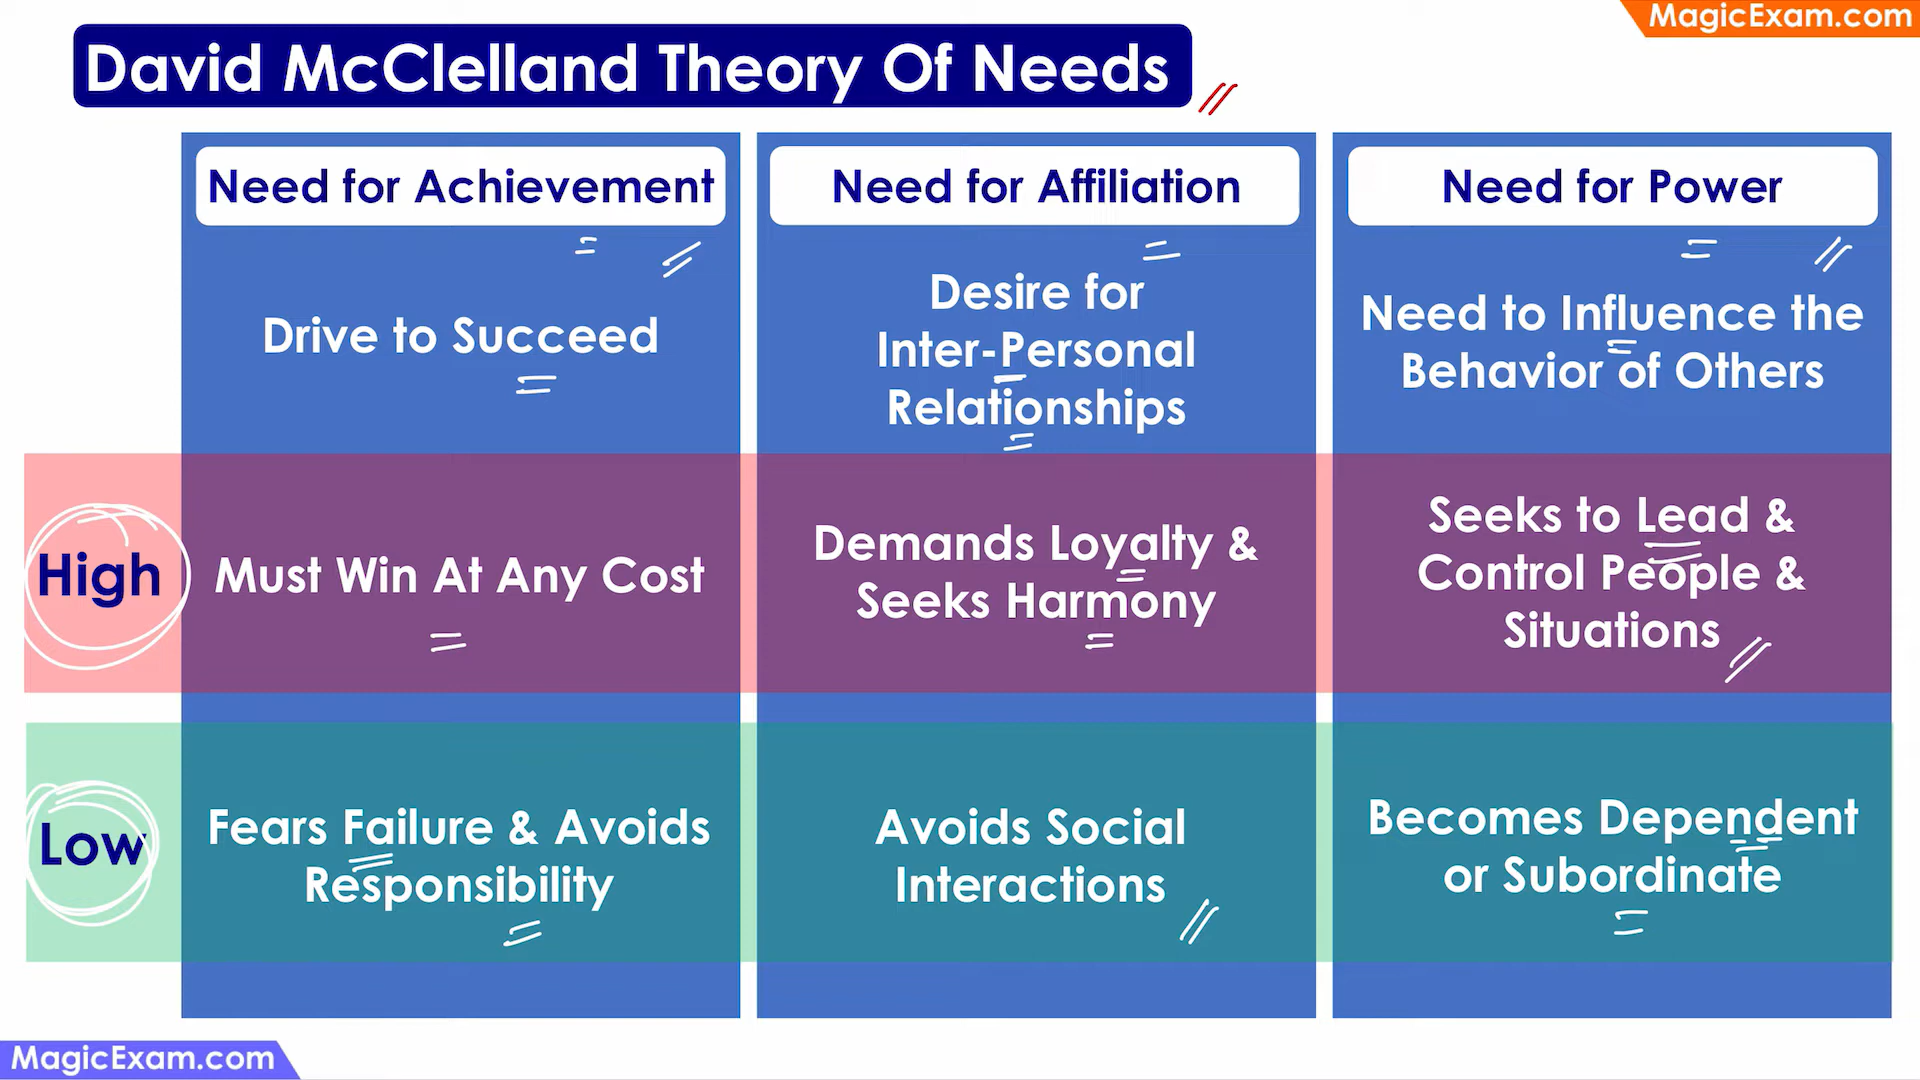 MagicExam.com
David McClelland Theory Of Needs
Need for Achievement
Need for Affiliation
Need for Power
Drive to Succeed
Desire for
Inter-Personal
Relationships
Need to Influence the
Behavior of Others
High
Must Win At Any Cost
Demands Loyalty &
Seeks Harmony
Seeks to Lead &
Control People &
Situations
Low
Fears Failure & Avoids
Responsibility
Avoids Social
Interactions
Becomes Dependent
or Subordinate
MagicExam.com